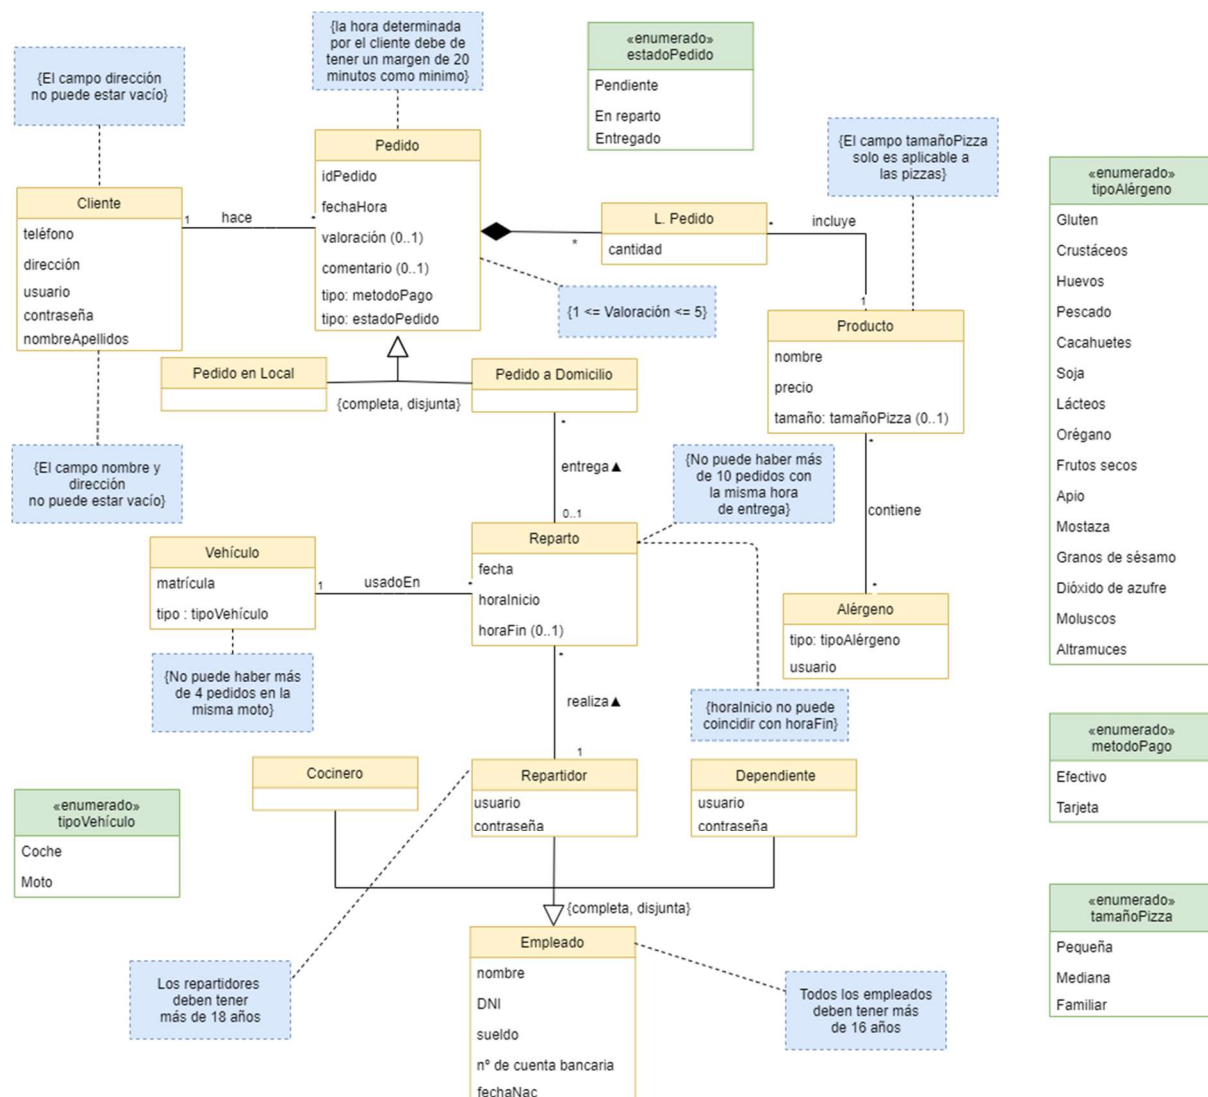 {la hora determinada
por el cliente debe de
tener un margen de 20
minutos como minimo}
«enumerado»
estadoPedido
Pendiente
En reparto
Entregado
{El campo dirección
no puede estar vacío}
{El campo tamañoPizza
solo es aplicable a
las pizzas}
Pedido
idPedido
fechaHora
valoración (0..1)
comentario (0..1)
tipo: metodoPago
tipo: estadoPedido
Cliente
teléfono
dirección
usuario
contraseña
nombreApellidos
1
hace
*
L. Pedido
cantidad
*
*
incluye
1
{1 <= Valoración <= 5}
Producto
nombre
precio
tamaño: tamañoPizza (0..1)
«enumerado»
tipoAlérgeno
Gluten
Crustáceos
Huevos
Pescado
Cacahuetes
Soja
Lácteos
Orégano
Frutos secos
Apio
Mostaza
Granos de sésamo
Dióxido de azufre
Moluscos
Altramuces
Pedido en Local
Pedido a Domicilio
{completa, disjunta}
{El campo nombre y
dirección
no puede estar vacío}
*
entrega▲
0..1
{No puede haber más
de 10 pedidos con
la misma hora
de entrega}
*
contiene
*
Vehículo
matrícula
tipo : tipoVehículo
1
usadoEn
*
Reparto
fecha
horaInicio
horaFin (0..1)
Alérgeno
tipo: tipoAlérgeno
usuario
{No puede haber más
de 4 pedidos en la
misma moto}
*
realiza▲
1
{horaInicio no puede
coincidir con horaFin}
«enumerado»
metodoPago
Efectivo
Tarjeta
Cocinero
Repartidor
usuario
contraseña
Dependiente
usuario
contraseña
«enumerado»
tipoVehículo
Coche
Moto
{completa, disjunta}
«enumerado»
tamañoPizza
Pequeña
Mediana
Familiar
Empleado
nombre
DNI
sueldo
nº de cuenta bancaria
fechaNac
Los repartidores
deben tener
más de 18 años
Todos los empleados
deben tener más
de 16 años